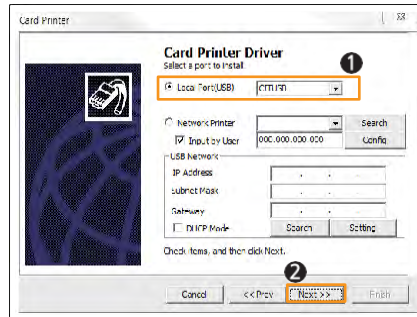 Card Printer
Card Printer Driver
Select a port to install.
1
Local Port(USB)
Network Printer Search
Input by User 000.000.000.000 Config
USB Network
IP Address
Subnet Mask
Gateway
DHCP Mode Search Setting
Check items, and then click Next.
2
Cancel << Prev Next >> Finish